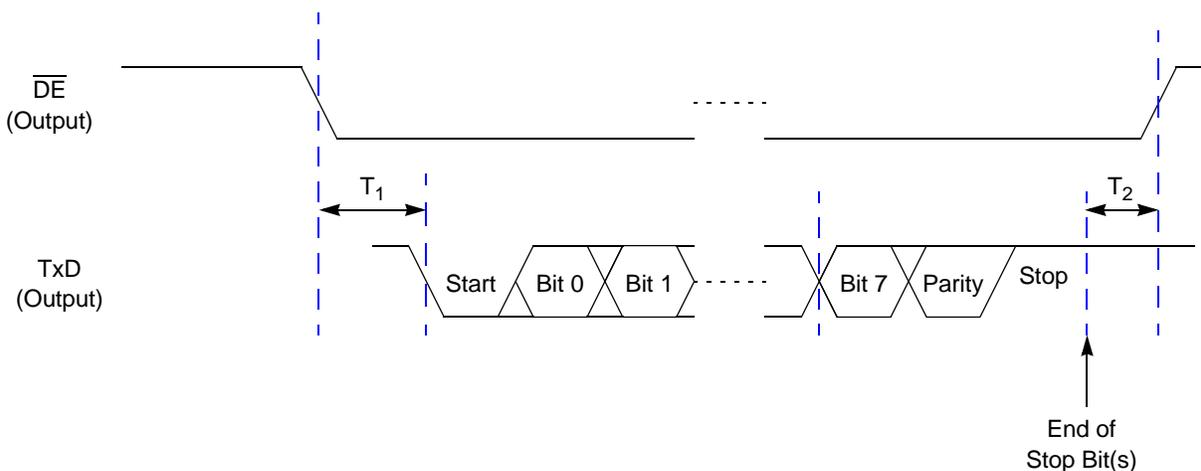 DE
(Output)
T1
T2
TxD
(Output)
Start
Bit 0
Bit 1
Bit 7
Parity
Stop
End of
Stop Bit(s)